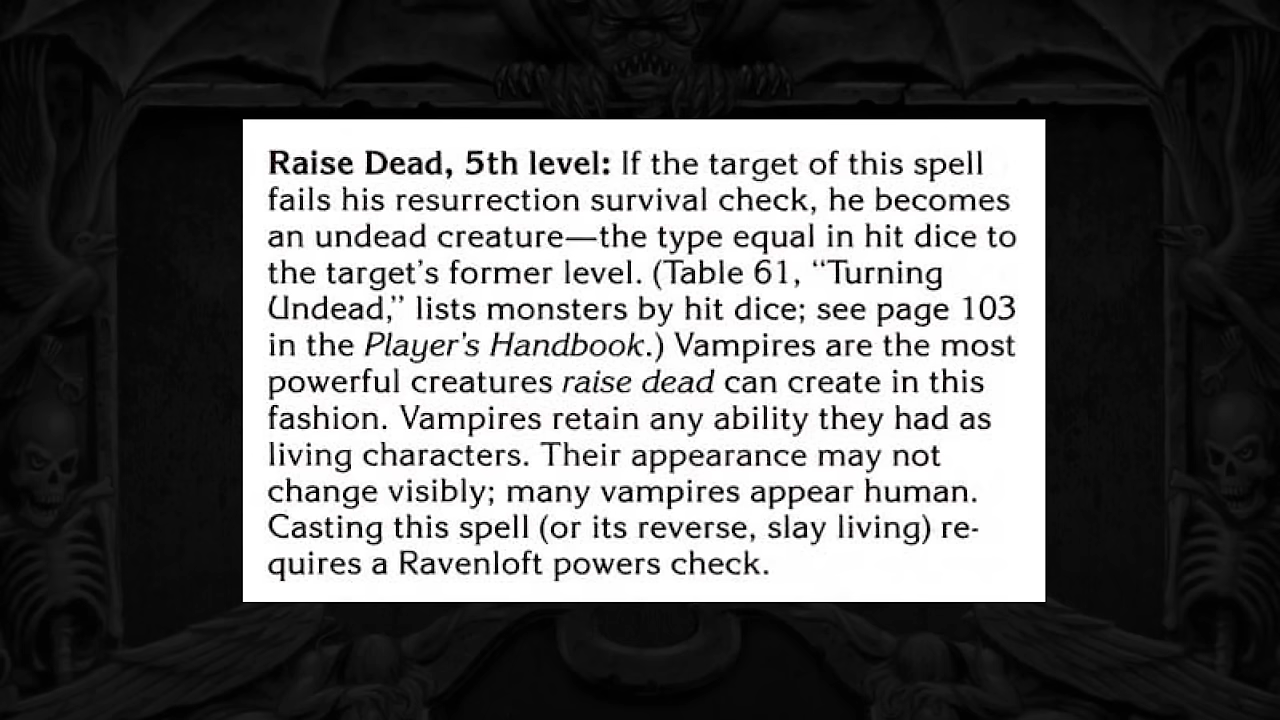 Raise Dead, 5th level: If the target of this spell
fails his resurrection survival check, he becomes
an undead creature—the type equal in hit dice to
the target's former level. (Table 61, “Turning
Undead,” lists monsters by hit dice; see page 103
in the Player's Handbook.) Vampires are the most
powerful creatures raise dead can create in this
fashion. Vampires retain any ability they had as
living characters. Their appearance may not
change visibly; many vampires appear human.
Casting this spell (or its reverse, slay living) re-
quires a Ravenloft powers check.